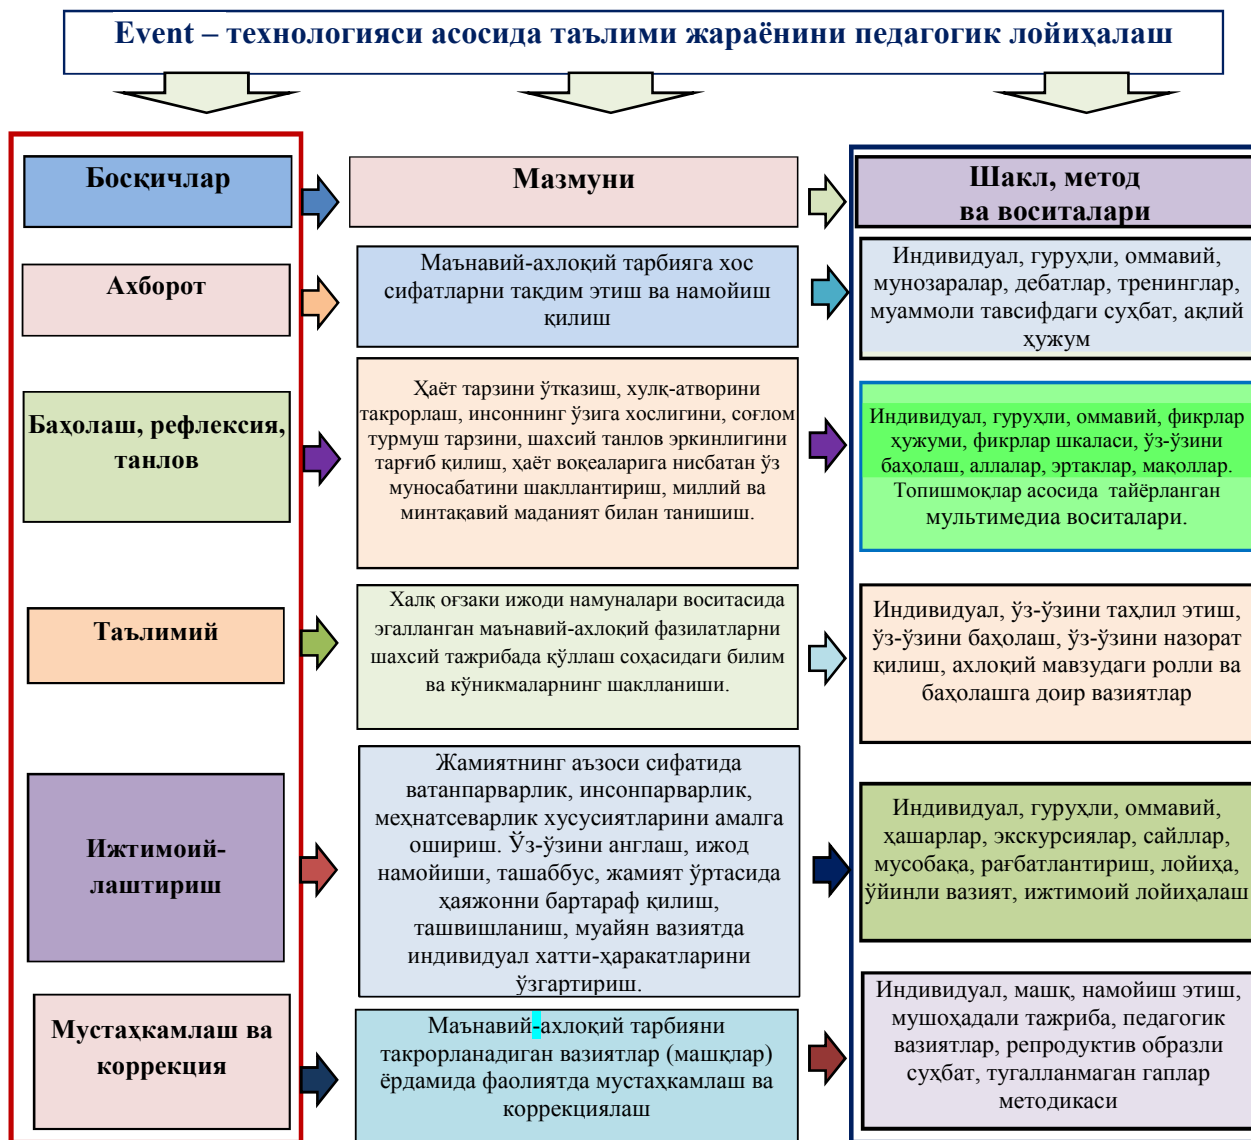 Event – технологияси асосида таълими жараёнини педагогик лойиҳалаш
Босқичлар
Мазмуни
Шакл, метод
ва воситалари
Ахборот
Маънавий-ахлоқий тарбияга хос
сифатларни тақдим этиш ва намойиш
қилиш
Индивидуал, гуруҳли, оммавий,
мунозаралар, дебатлар, тренинглар,
муаммоли тавсифдаги суҳбат, ақлий
ҳужум
Баҳолаш, рефлексия,
танлов
Ҳаёт тарзини ўтказиш, хулқ-атворини
такрорлаш, инсоннинг ўзига хослигини, соғлом
турмуш тарзини, шахсий танлов эркинлигини
тарғиб қилиш, ҳаёт воқеаларига нисбатан ўз
муносабатини шакллантириш, миллий ва
минтақавий маданият билан танишиш.
Индивидуал, гуруҳли, оммавий, фикрлар
ҳужуми, фикрлар шкаласи, ўз-ўзини
баҳолаш, аллалар, эртаклар, мақоллар.
Топишмоқлар асосида тайёрланган
мультимедиа воситалари.
Таълимий
Халқ оғзаки ижоди намуналари воситасида
эгалланган маънавий-ахлоқий фазилатларни
шахсий тажрибада қўллаш соҳасидаги билим
ва кўникмаларнинг шаклланиши.
Индивидуал, ўз-ўзини таҳлил этиш,
ўз-ўзини баҳолаш, ўз-ўзини назорат
қилиш, ахлоқий мавзудаги ролли ва
баҳолашга доир вазиятлар
Ижтимоий-
лаштириш
Жамиятнинг аъзоси сифатида
ватанпарварлик, инсонпарварлик,
меҳнатсеварлик хусусиятларини амалга
ошириш. Ўз-ўзини англаш, ижод
намойиши, ташаббус, жамият ўртасида
ҳаяжонни бартараф қилиш,
ташвишланиш, муайян вазиятда
индивидуал хатти-ҳаракатларини
ўзгартириш.
Индивидуал, гуруҳли, оммавий,
ҳашарлар, экскурсиялар, сайллар,
мусобақа, рағбатлантириш, лойиҳа,
ўйинли вазият, ижтимоий лойиҳалаш
Мустаҳкамлаш ва
коррекция
Маънавий-ахлоқий тарбияни
такрорланадиган вазиятлар (машқлар)
ёрдамида фаолиятда мустаҳкамлаш ва
коррекциялаш
Индивидуал, машқ, намойиш этиш,
мушоҳадали тажриба, педагогик
вазиятлар, репродуктив образли
суҳбат, тугалланмаган гаплар
методикаси